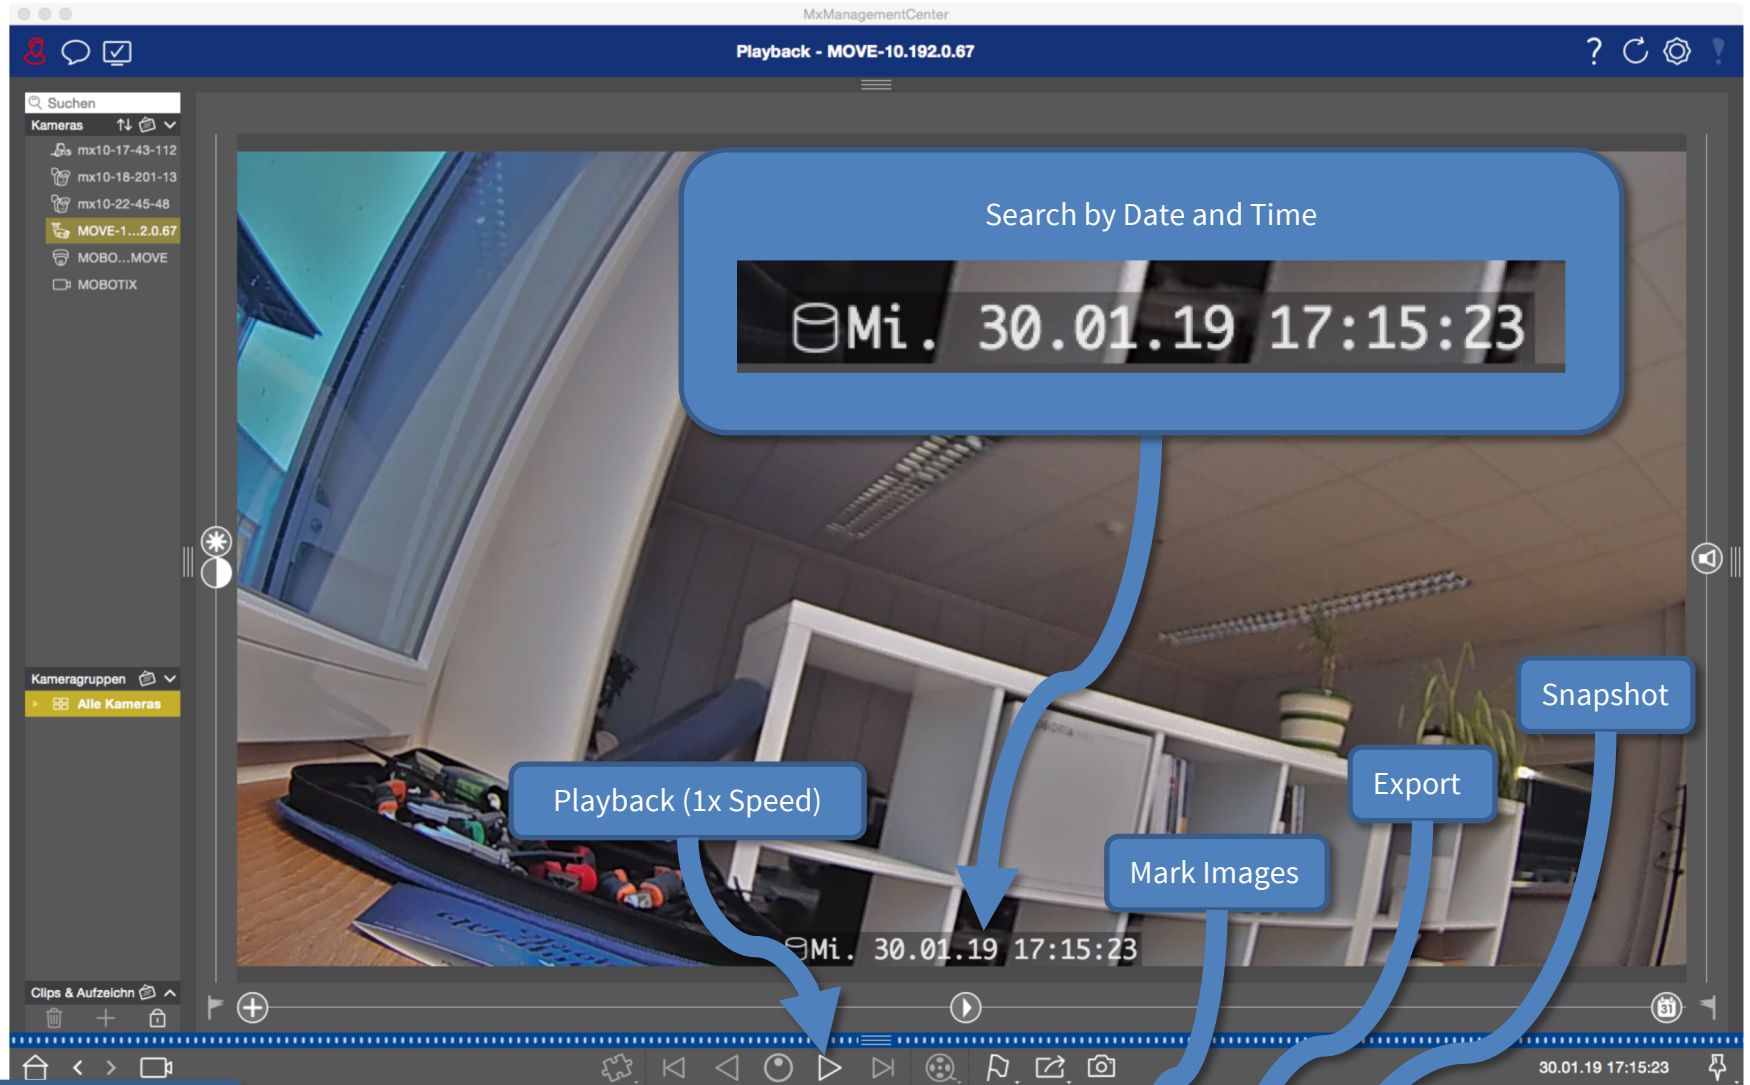 MxManagementCenter
Playback - MOVE-10.192.0.67
?
Suchen
Kameras
mx10-17-43-112
mx10-18-201-13
mx10-22-45-48
MOVE-1...2.0.67
MOBO...MOVE
MOBOTIX
Search by Date and Time
Mi. 30.01.19 17:15:23
Kameragruppen
Alle Kameras
Snapshot
Export
Playback (1x Speed)
Mark Images
Mi. 30.01.19 17:15:23
Clips & Aufzeichn
31
30.01.19 17:15:23